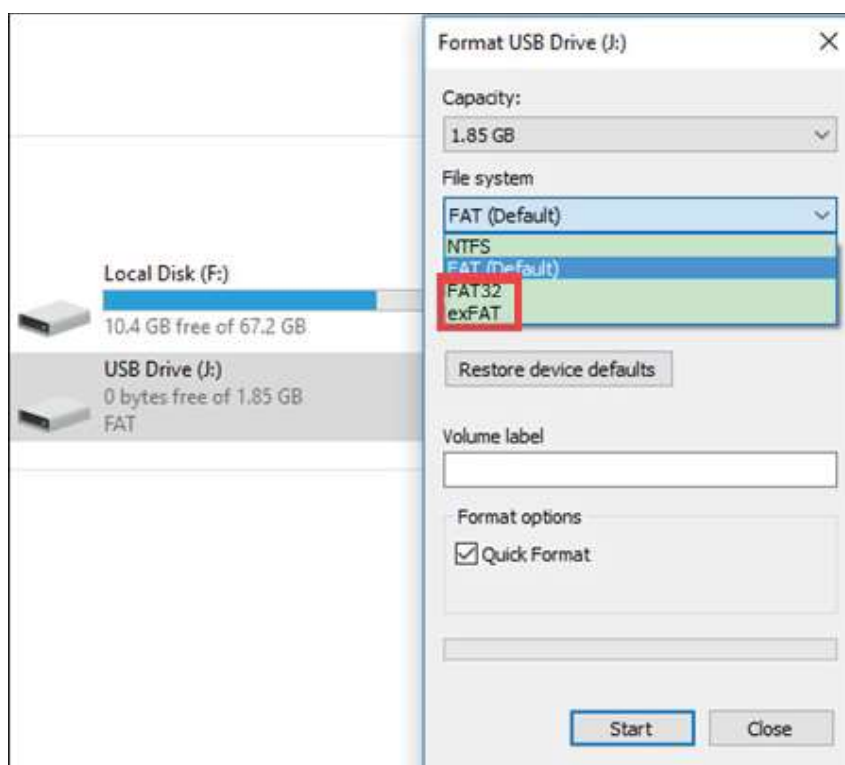 Format USB Drive (J:)
Capacity:
1.85 GB
File system
FAT (Default)
NTFS
FAT (Default)
FAT32
exFAT
Local Disk (F:)
10.4 GB free of 67.2 GB
USB Drive (J:)
0 bytes free of 1.85 GB
FAT
Restore device defaults
Volume label
Format options
Quick Format
Start
Close